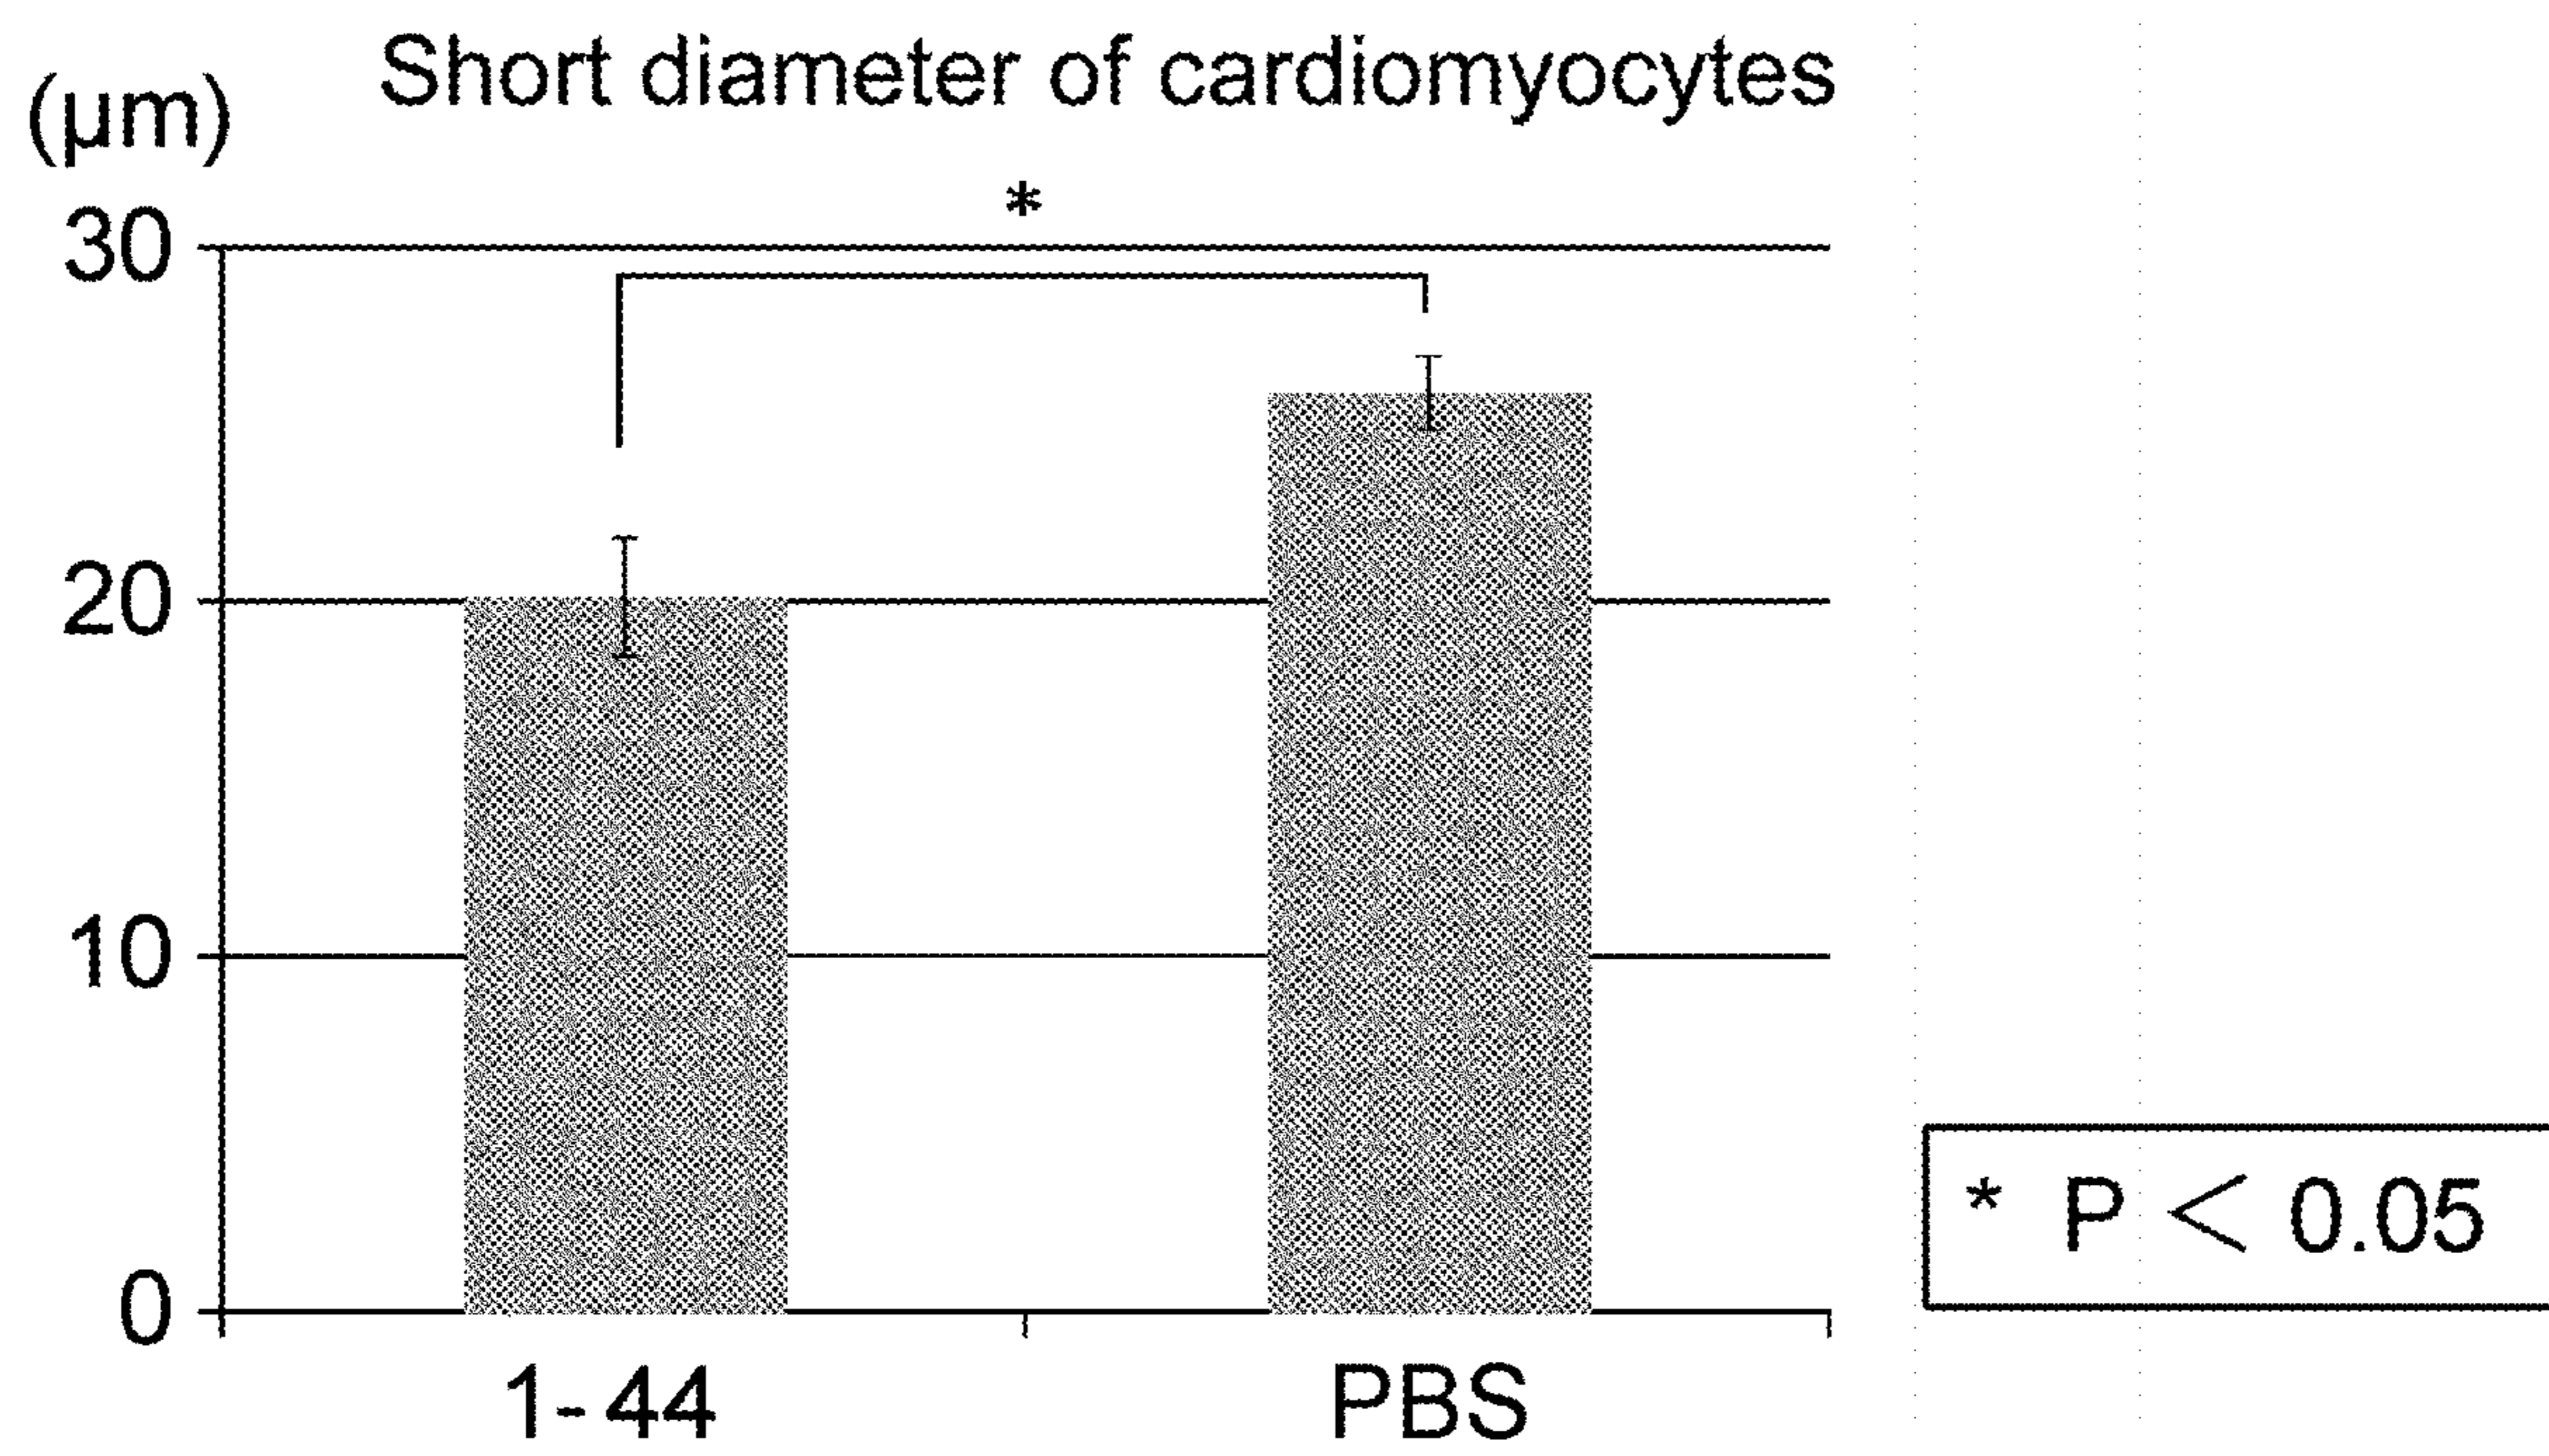 Short diameter of cardiomyocytes
(μm)
*
30
20
10
0
1-44
PBS
* P < 0.05